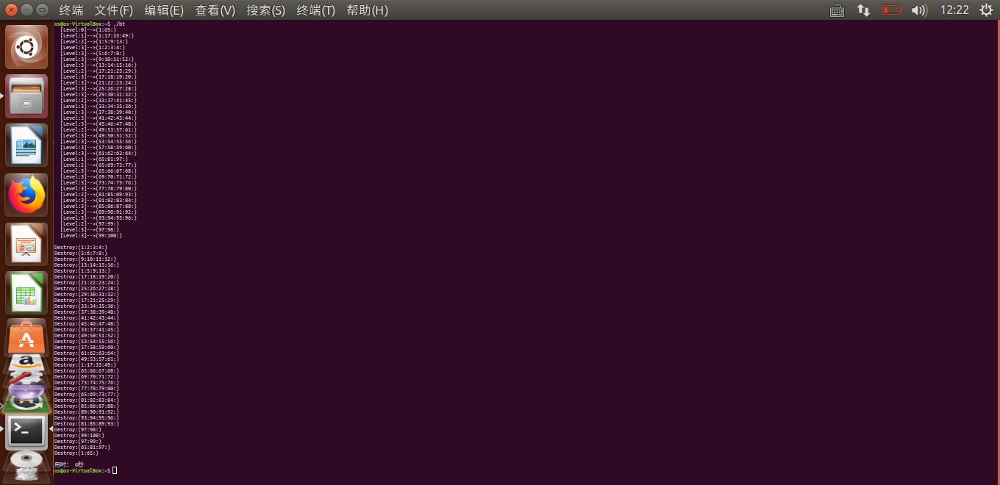 终端 文件(F) 编辑(E) 查看(V) 搜索(S) 终端(T) 帮助(H) 12:22
os@os-VirtualBox:~$ ./bt
[Level:0]-->(1:65:)
[Level:1]-->(1:17:33:49:)
[Level:2]-->(1:5:9:13:)
[Level:3]-->(1:2:3:4:)
[Level:3]-->(5:6:7:8:)
[Level:3]-->(9:10:11:12:)
[Level:3]-->(13:14:15:16:)
[Level:2]-->(17:21:25:29:)
[Level:3]-->(17:18:19:20:)
[Level:3]-->(21:22:23:24:)
[Level:3]-->(25:26:27:28:)
[Level:3]-->(29:30:31:32:)
[Level:2]-->(33:37:41:45:)
[Level:3]-->(33:34:35:36:)
[Level:3]-->(37:38:39:40:)
[Level:3]-->(41:42:43:44:)
[Level:3]-->(45:46:47:48:)
[Level:2]-->(49:53:57:61:)
[Level:3]-->(49:50:51:52:)
[Level:3]-->(53:54:55:56:)
[Level:3]-->(57:58:59:60:)
[Level:3]-->(61:62:63:64:)
[Level:1]-->(65:81:97:)
[Level:2]-->(65:69:73:77:)
[Level:3]-->(65:66:67:68:)
[Level:3]-->(69:70:71:72:)
[Level:3]-->(73:74:75:76:)
[Level:3]-->(77:78:79:80:)
[Level:2]-->(81:85:89:93:)
[Level:3]-->(81:82:83:84:)
[Level:3]-->(85:86:87:88:)
[Level:3]-->(89:90:91:92:)
[Level:3]-->(93:94:95:96:)
[Level:2]-->(97:99:)
[Level:3]-->(97:98:)
[Level:3]-->(99:100:)
Destroy:(1:2:3:4:)
Destroy:(5:6:7:8:)
Destroy:(9:10:11:12:)
Destroy:(13:14:15:16:)
Destroy:(1:5:9:13:)
Destroy:(17:18:19:20:)
Destroy:(21:22:23:24:)
Destroy:(25:26:27:28:)
Destroy:(29:30:31:32:)
Destroy:(17:21:25:29:)
Destroy:(33:34:35:36:)
Destroy:(37:38:39:40:)
Destroy:(41:42:43:44:)
Destroy:(45:46:47:48:)
Destroy:(33:37:41:45:)
Destroy:(49:50:51:52:)
Destroy:(53:54:55:56:)
Destroy:(57:58:59:60:)
Destroy:(61:62:63:64:)
Destroy:(49:53:57:61:)
Destroy:(1:17:33:49:)
Destroy:(65:66:67:68:)
Destroy:(69:70:71:72:)
Destroy:(73:74:75:76:)
Destroy:(77:78:79:80:)
Destroy:(65:69:73:77:)
Destroy:(81:82:83:84:)
Destroy:(85:86:87:88:)
Destroy:(89:90:91:92:)
Destroy:(93:94:95:96:)
Destroy:(81:85:89:93:)
Destroy:(97:98:)
Destroy:(99:100:)
Destroy:(97:99:)
Destroy:(65:81:97:)
Destroy:(1:65:)
用时： 6秒
os@os-VirtualBox:~$